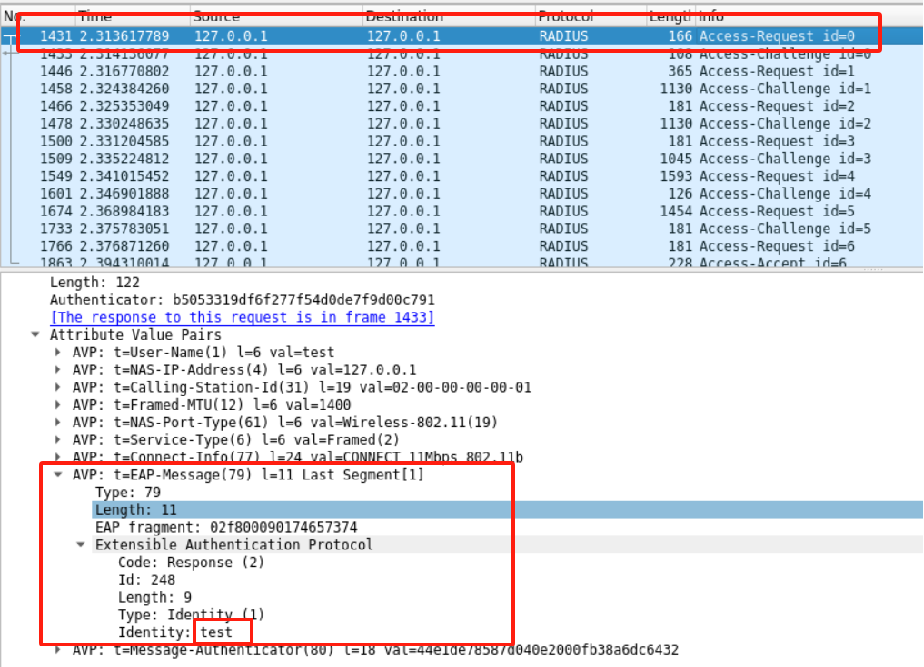 No. Time Source Destination Protocol Length Info
1431 2.313617789 127.0.0.1 127.0.0.1 RADIUS 166 Access-Request id=0
1433 2.314136077 127.0.0.1 127.0.0.1 RADIUS 108 Access-Challenge id=0
1446 2.316770802 127.0.0.1 127.0.0.1 RADIUS 365 Access-Request id=1
1458 2.324384260 127.0.0.1 127.0.0.1 RADIUS 1130 Access-Challenge id=1
1466 2.325353049 127.0.0.1 127.0.0.1 RADIUS 181 Access-Request id=2
1478 2.330248635 127.0.0.1 127.0.0.1 RADIUS 1130 Access-Challenge id=2
1500 2.331204585 127.0.0.1 127.0.0.1 RADIUS 181 Access-Request id=3
1509 2.335224812 127.0.0.1 127.0.0.1 RADIUS 1045 Access-Challenge id=3
1549 2.341015452 127.0.0.1 127.0.0.1 RADIUS 1593 Access-Request id=4
1601 2.346901888 127.0.0.1 127.0.0.1 RADIUS 126 Access-Challenge id=4
1674 2.368984183 127.0.0.1 127.0.0.1 RADIUS 1454 Access-Request id=5
1733 2.375783051 127.0.0.1 127.0.0.1 RADIUS 181 Access-Challenge id=5
1766 2.376871260 127.0.0.1 127.0.0.1 RADIUS 181 Access-Request id=6
1863 2.394310014 127.0.0.1 127.0.0.1 RADIUS 228 Access-Accept id=6
Length: 122
Authenticator: b5053319df6f277f54d0de7f9d00c791
[The response to this request is in frame 1433]
Attribute Value Pairs
AVP: t=User-Name(1) l=6 val=test
AVP: t=NAS-IP-Address(4) l=6 val=127.0.0.1
AVP: t=Calling-Station-Id(31) l=19 val=02-00-00-00-00-01
AVP: t=Framed-MTU(12) l=6 val=1400
AVP: t=NAS-Port-Type(61) l=6 val=Wireless-802.11(19)
AVP: t=Service-Type(6) l=6 val=Framed(2)
AVP: t=Connect-Info(77) l=24 val=CONNECT 11Mbps 802.11b
AVP: t=EAP-Message(79) l=11 Last Segment[1]
Type: 79
Length: 11
EAP fragment: 02f800090174657374
Extensible Authentication Protocol
Code: Response (2)
Id: 248
Length: 9
Type: Identity (1)
Identity: test
AVP: t=Message-Authenticator(80) l=18 val=44e1de78587d040e2000fb38a6dc6432